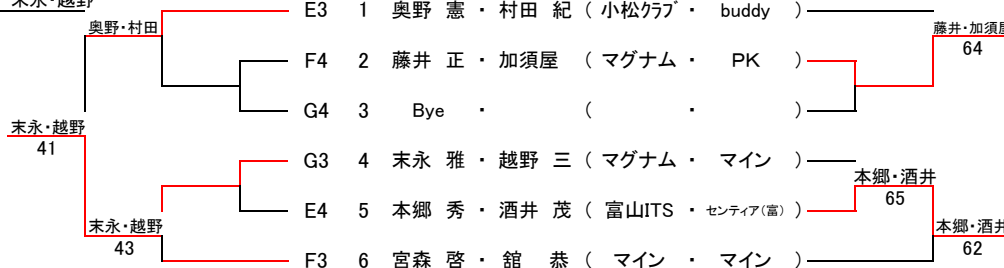 末永・越野
E3 1 奥野 憲 ・ 村田 紀 ( 小松ｸﾗﾌﾞ ・ buddy )
奥野・村田
藤井・加須屋
64
F4 2 藤井 正 ・ 加須屋 ( マグナム ・ PK )
G4 3 Bye ・ ( ・ )
末永・越野
41
G3 4 末永 雅 ・ 越野 三 ( マグナム ・ マイン )
本郷・酒井
65
E4 5 本郷 秀 ・ 酒井 茂 ( 富山ITS ・ センティア(富) )
末永・越野
43
本郷・酒井
62
F3 6 宮森 啓 ・ 舘 恭 ( マイン ・ マイン )